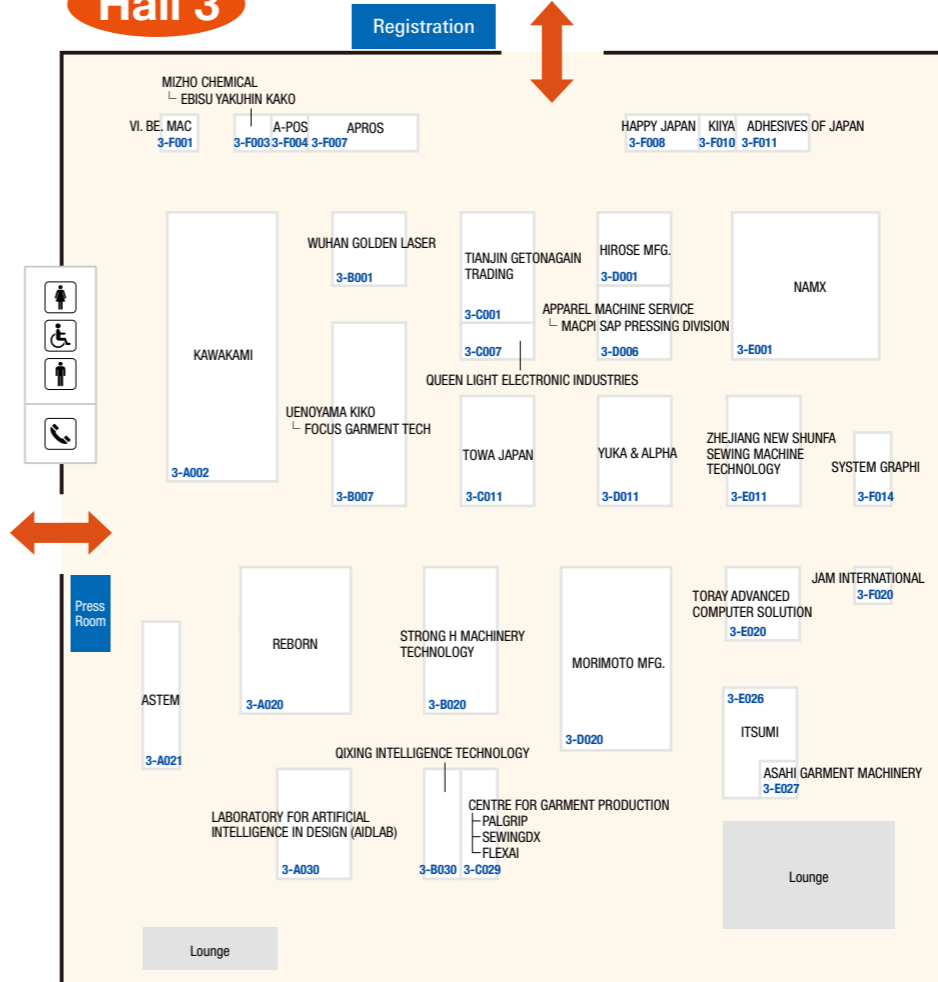 Hall 3
Registration
MIZHO CHEMICAL
EBISU YAKUHIN KAKO
VI. BE. MAC
3-F001
3-F003
A-POS
3-F004
APROS
3-F007
HAPPY JAPAN
3-F008
KIIYA
3-F010
ADHESIVES OF JAPAN
3-F011
KAWAKAMI
3-A002
WUHAN GOLDEN LASER
3-B001
TIANJIN GETONAGAIN
TRADING
3-C001
3-C007
QUEEN LIGHT ELECTRONIC INDUSTRIES
HIROSE MFG.
3-D001
APPAREL MACHINE SERVICE
MACPI SAP PRESSING DIVISION
3-D006
NAMX
3-E001
UENOYAMA KIKO
FOCUS GARMENT TECH
3-B007
TOWA JAPAN
3-C011
YUKA & ALPHA
3-D011
ZHEJIANG NEW SHUNFA
SEWING MACHINE
TECHNOLOGY
3-E011
SYSTEM GRAPHI
3-F014
Press
Room
REBORN
3-A020
STRONG H MACHINERY
TECHNOLOGY
3-B020
MORIMOTO MFG.
3-D020
TORAY ADVANCED
COMPUTER SOLUTION
3-E020
JAM INTERNATIONAL
3-F020
ASTEM
3-A021
3-E026
ITSUMI
ASAHI GARMENT MACHINERY
3-E027
QIXING INTELLIGENCE TECHNOLOGY
3-B030
LABORATORY FOR ARTIFICIAL
INTELLIGENCE IN DESIGN (AIDLAB)
3-A030
CENTRE FOR GARMENT PRODUCTION
PALGRIP
SEWINGDX
FLEXAI
3-C029
Lounge
Lounge